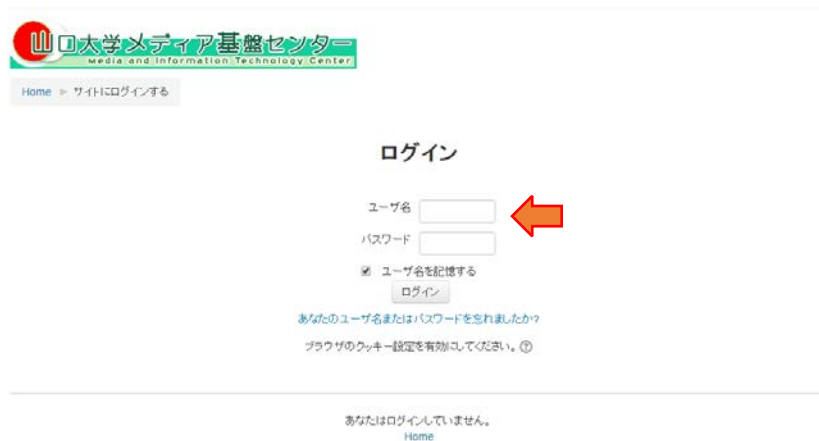 山口大学メディア基盤センター
Media and Information Technology Center
Home ▶ サイトにログインする
ログイン
ユーザ名
パスワード
ユーザ名を記憶する
ログイン
あなたのユーザ名またはパスワードを忘れましたか?
ブラウザのクッキー設定を有効にしてください。
あなたはログインしていません。
Home